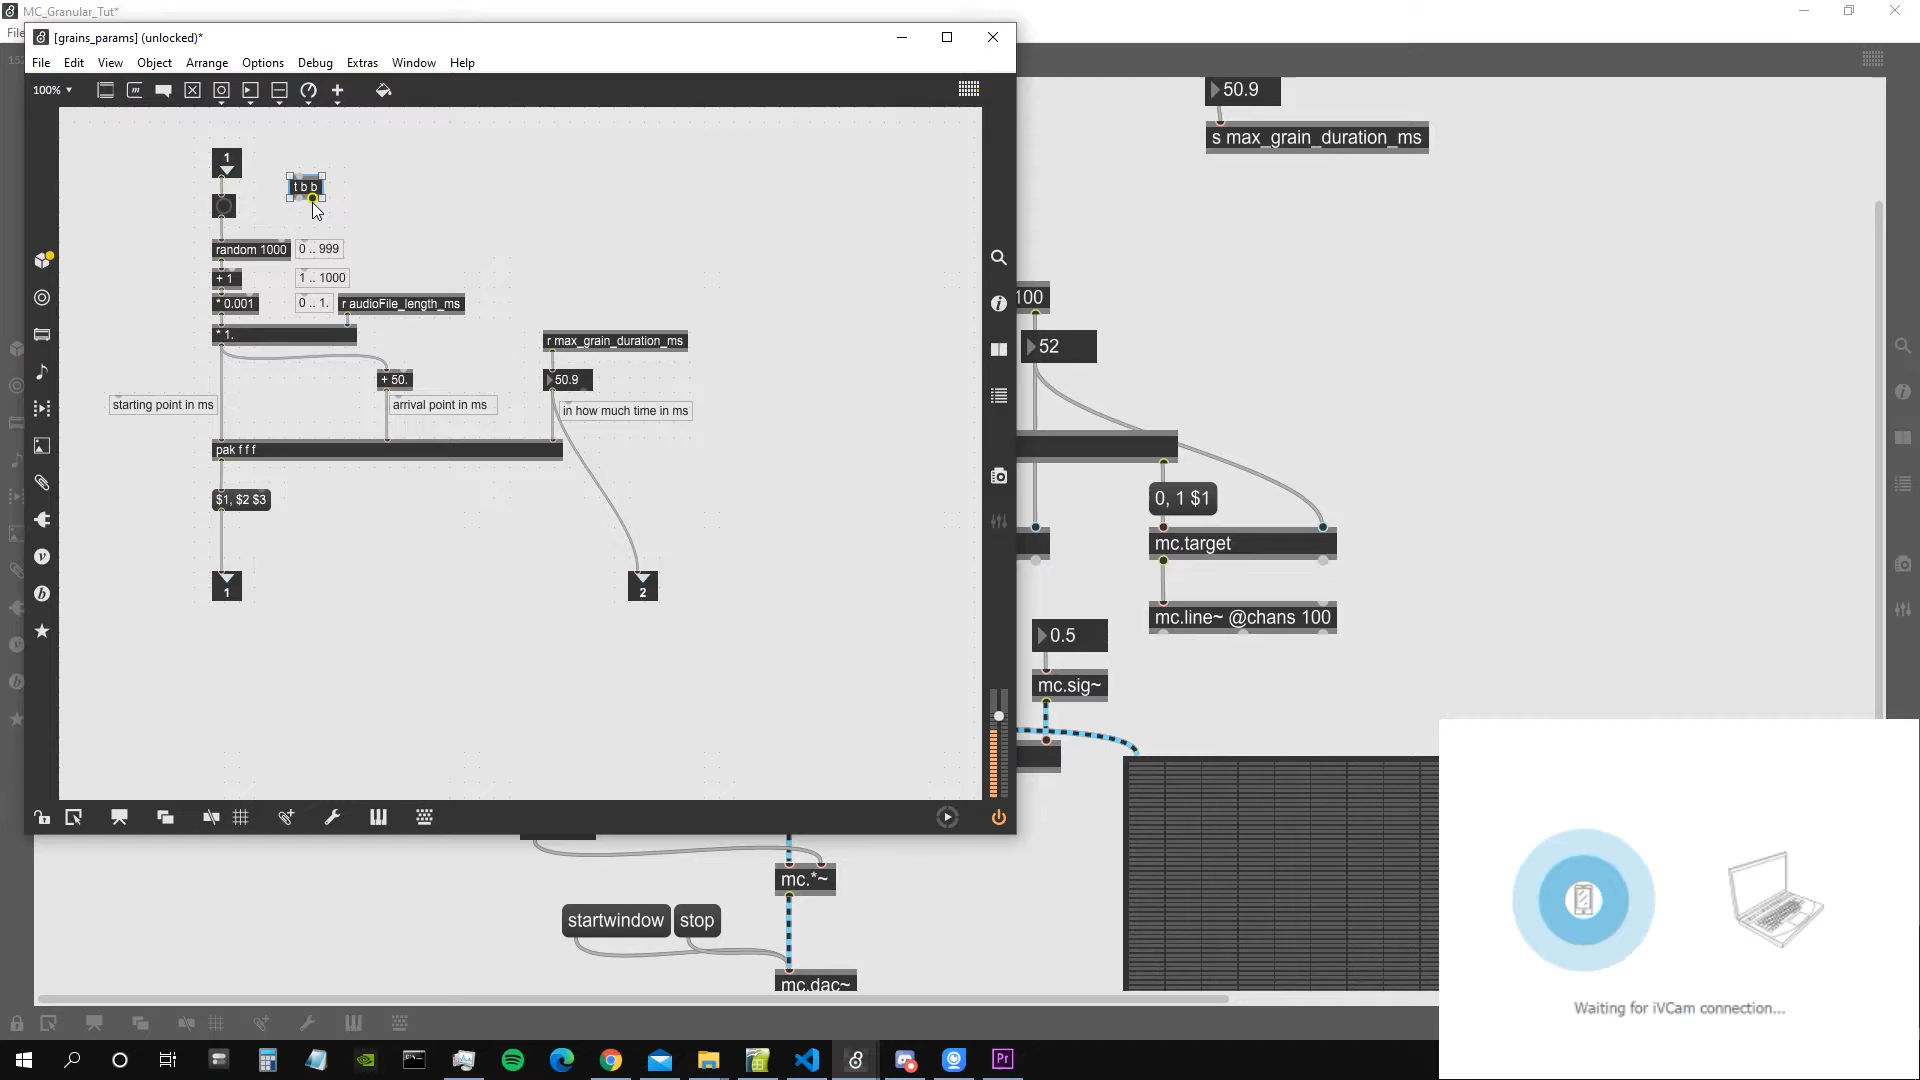 MC_Granular_Tut*
[grains_params] (unlocked)*
File Edit View Object Arrange Options Debug Extras Window Help
100%
1
t b b
random 1000
0 .. 999
+ 1
1 .. 1000
* 0.001
0 .. 1.
r audioFile_length_ms
* 1.
r max_grain_duration_ms
+ 50.
50.9
starting point in ms
arrival point in ms
in how much time in ms
pak f f f
$1, $2 $3
1
2
50.9
s max_grain_duration_ms
100
52
0, 1 $1
mc.target
mc.line~ @chans 100
0.5
mc.sig~
mc.*~
startwindow
stop
mc.dac~
Waiting for iVCam connection...
Pr